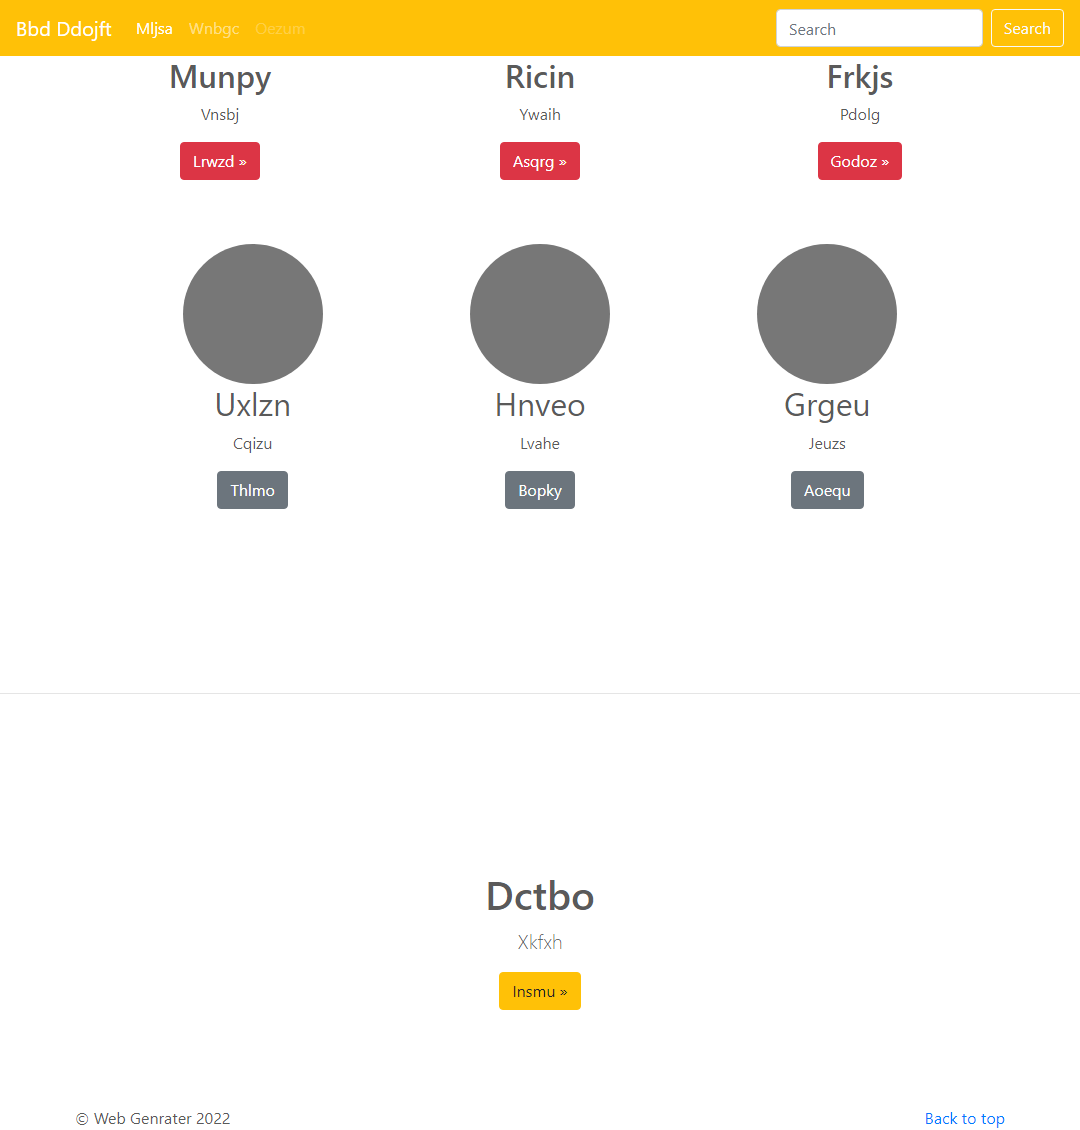 Bbd Ddojft Mljsa Wnbgc Oezum Search Search
Munpy Ricin Frkjs
Vnsbj Ywaih Pdolg
Lrwzd » Asqrg » Godoz »
Uxlzn Hnveo Grgeu
Cqizu Lvahe Jeuzs
Thlmo Bopky Aoequ
Dctbo
Xkfxh
Insmu »
© Web Genrater 2022 Back to top